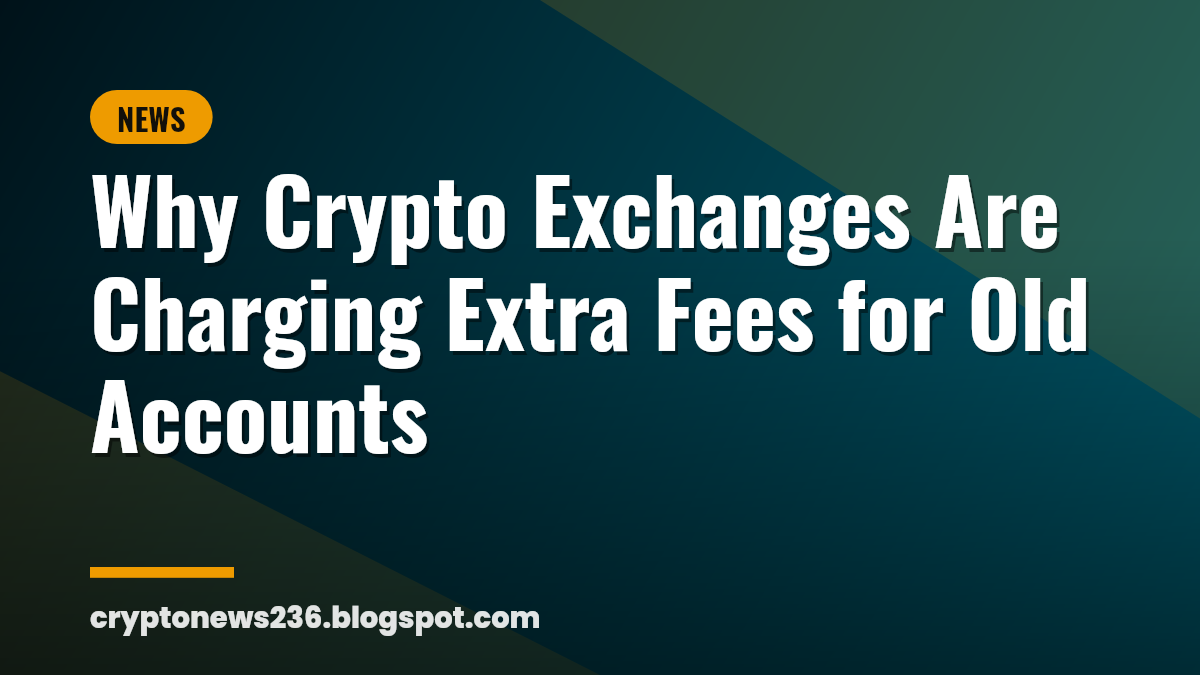 NEWS
Why Crypto Exchanges Are
Charging Extra Fees for Old
Accounts
cryptonews236.blogspot.com